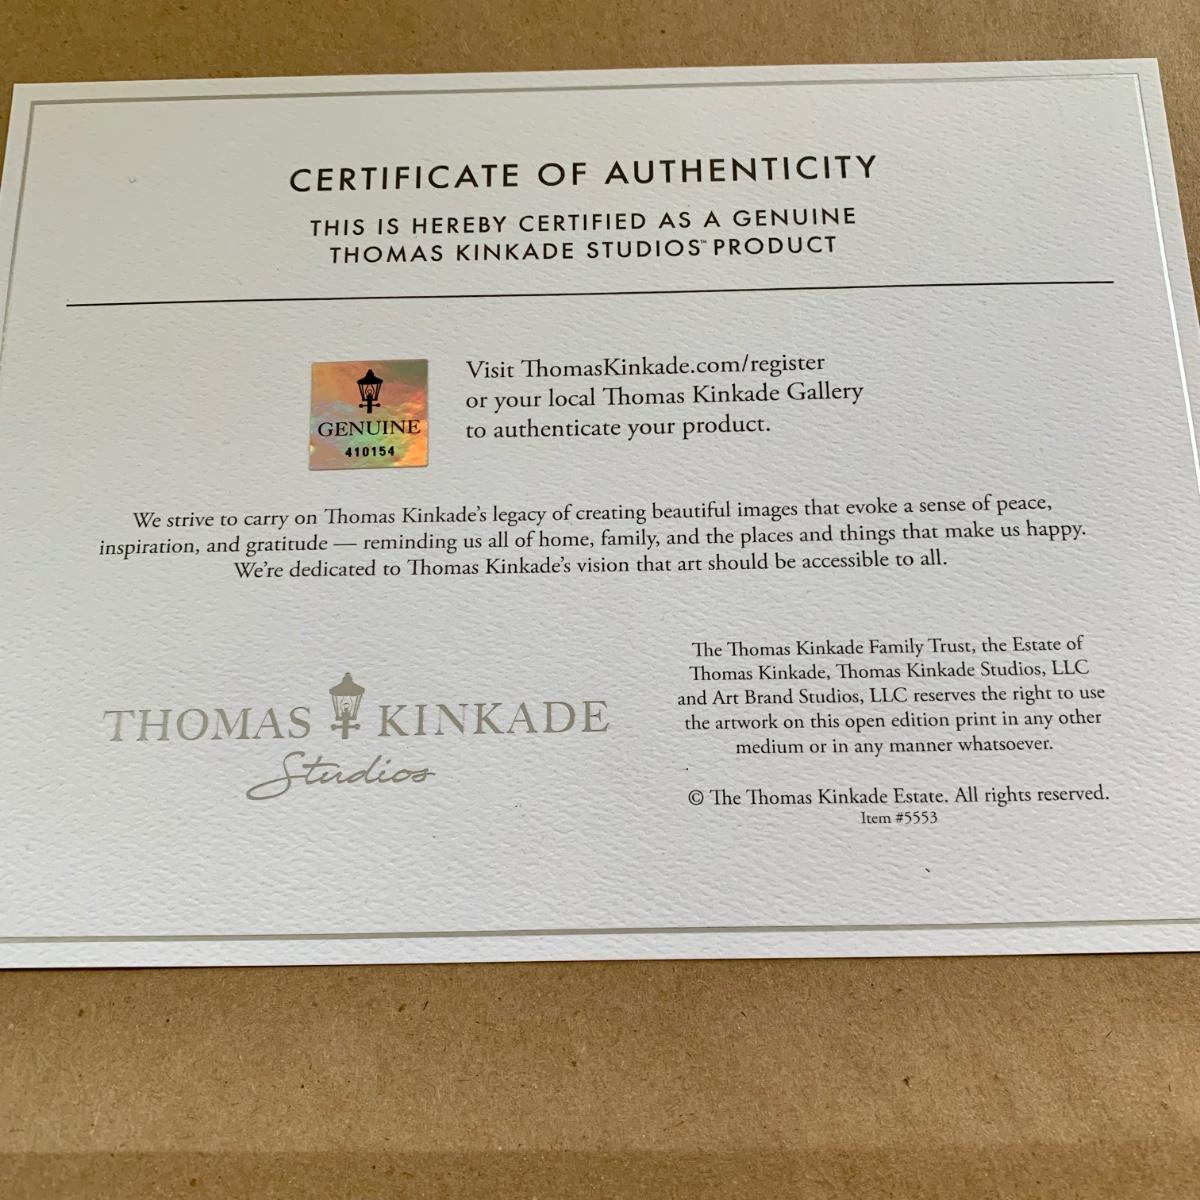 CERTIFICATE OF AUTHENTICITY
THIS IS HEREBY CERTIFIED AS A GENUINE
THOMAS KINKADE STUDIOS™ PRODUCT
GENUINE
410154
Visit ThomasKinkade.com/register
or your local Thomas Kinkade Gallery
to authenticate your product.
We strive to carry on Thomas Kinkade's legacy of creating beautiful images that evoke a sense of peace,
inspiration, and gratitude — reminding us all of home, family, and the places and things that make us happy.
We're dedicated to Thomas Kinkade's vision that art should be accessible to all.
THOMAS KINKADE
Studios
The Thomas Kinkade Family Trust, the Estate of
Thomas Kinkade, Thomas Kinkade Studios, LLC
and Art Brand Studios, LLC reserves the right to use
the artwork on this open edition print in any other
medium or in any manner whatsoever.
© The Thomas Kinkade Estate. All rights reserved.
Item #5553